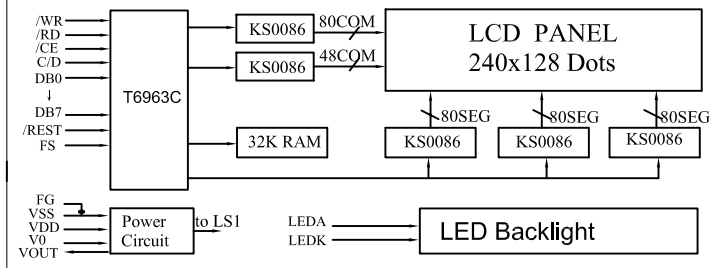 /WR
/RD
/CE
C/D
DB0
DB7
/REST
FS
T6963C
KS0086
80COM
KS0086
48COM
32K RAM
LCD PANEL
240x128 Dots
80SEG
80SEG
80SEG
KS0086
KS0086
KS0086
FG
VSS
VDD
V0
VOUT
Power
Circuit
to LS1
LEDA
LEDK
LED Backlight